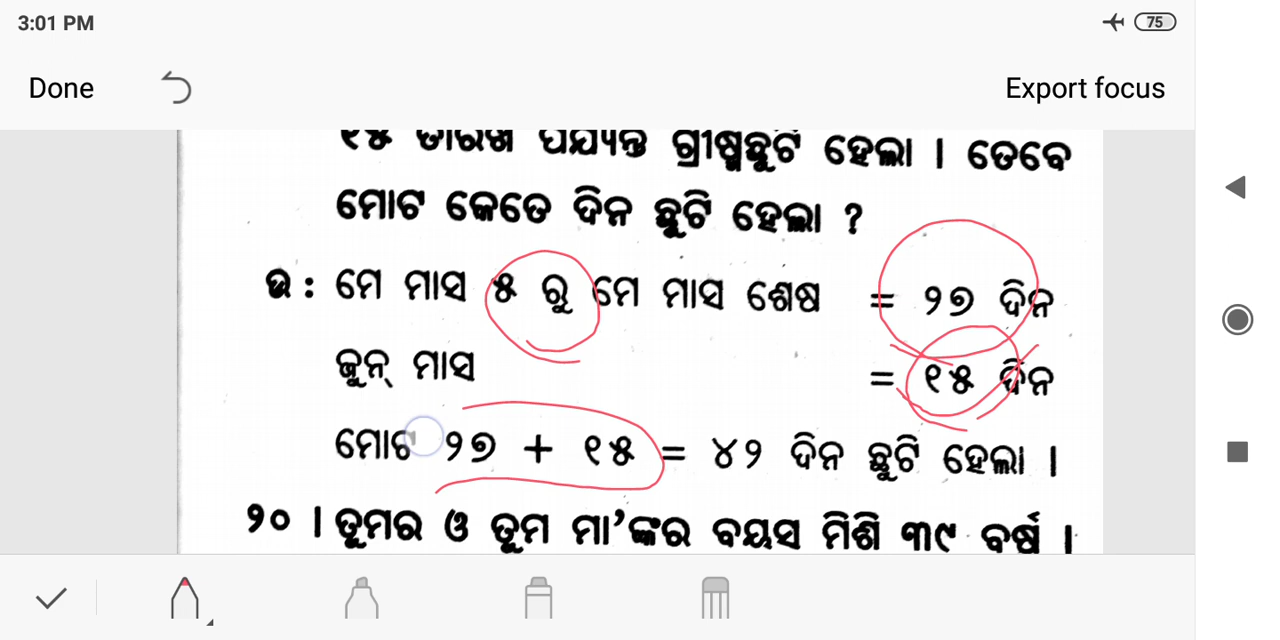 3:01 PM
75
Done
Export focus
୧୫ ତାରିଖ ପର୍ଯ୍ୟନ୍ତ ଗ୍ରୀଷ୍ମଛୁଟି ହେଲା । ତେବେ
ମୋଟ କେତେ ଦିନ ଛୁଟି ହେଲା ?
ଉ : ମେ ମାସ ୫ ରୁ ମେ ମାସ ଶେଷ = ୨୭ ଦିନ
ଜୁନ୍ ମାସ = ୧୫ ଦିନ
ମୋଟ ୨୭ + ୧୫ = ୪୨ ଦିନ ଛୁଟି ହେଲା ।
୨୦ । ତୁମର ଓ ତୁମ ମା’ଙ୍କର ବୟସ ମିଶି ୩୯ ବର୍ଷ ।